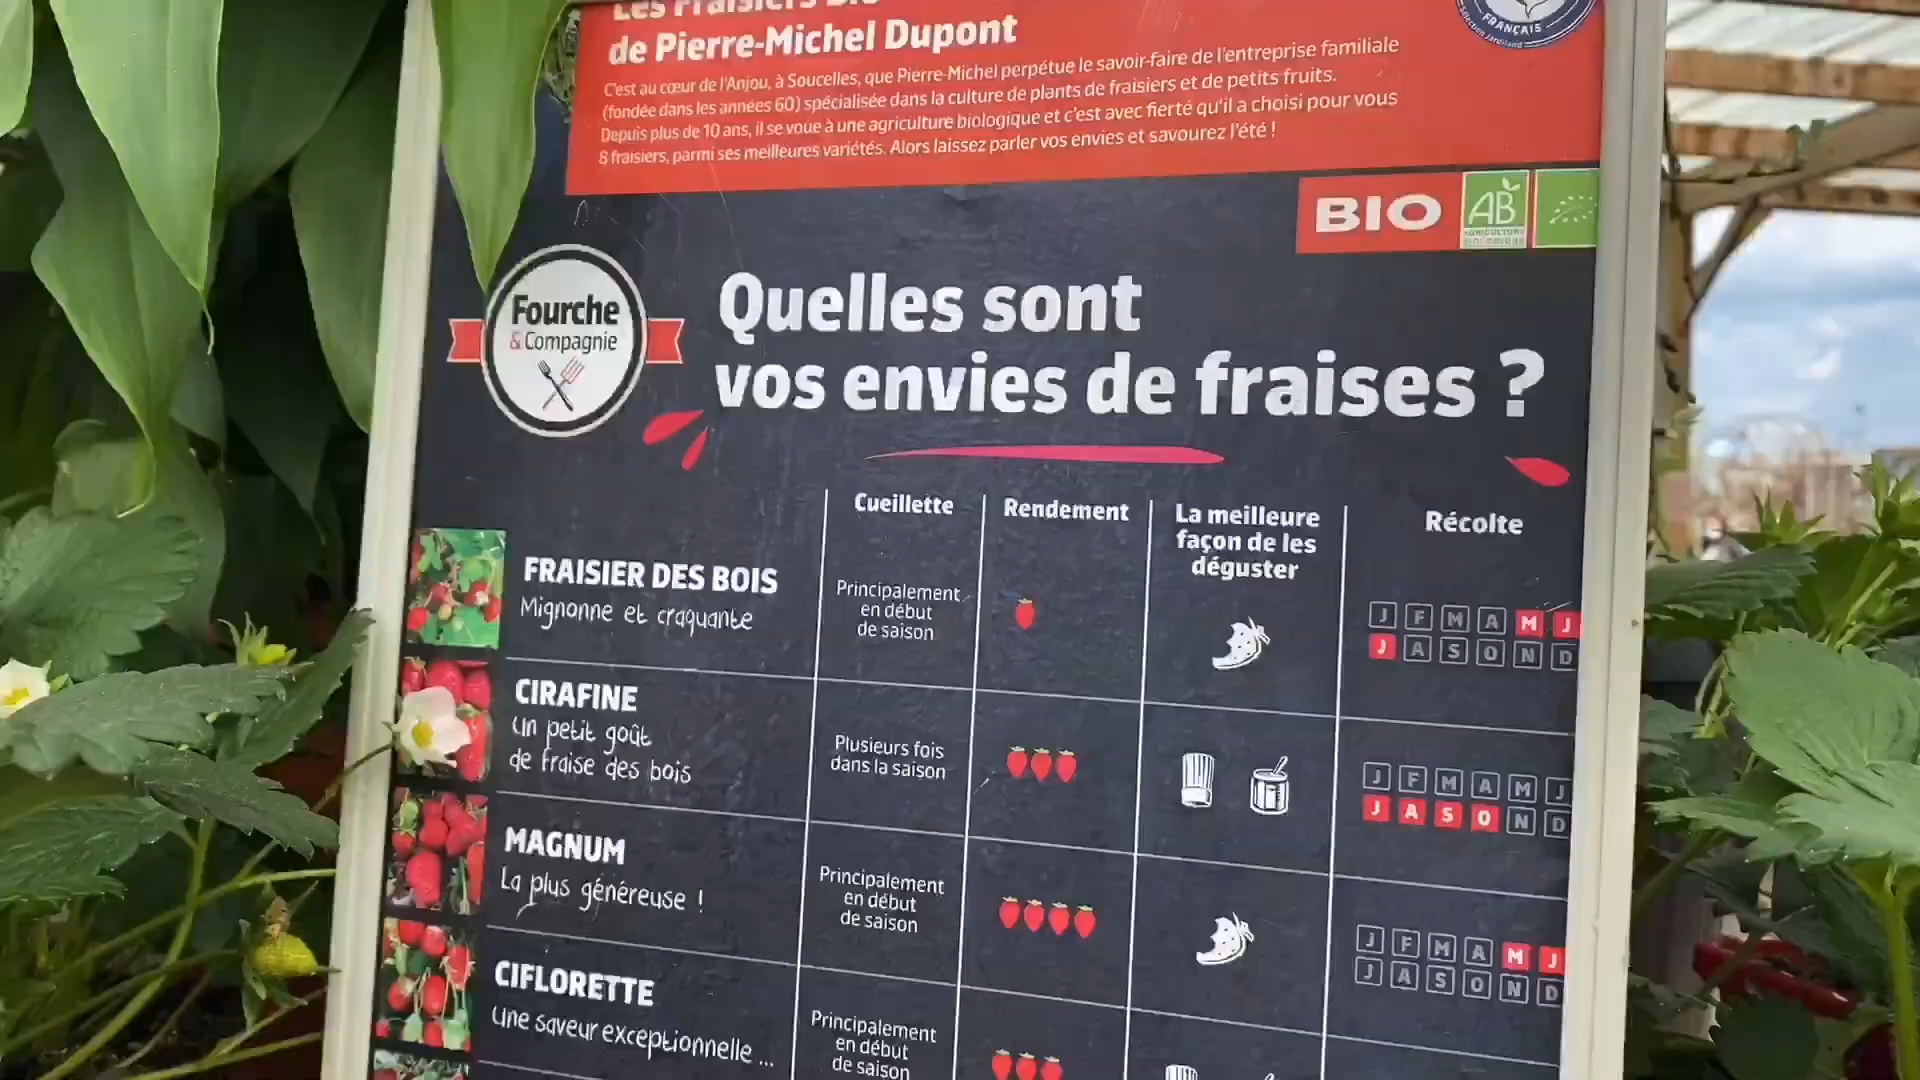 Les Fraisiers Bio
de Pierre-Michel Dupont
C'est au cœur de l'Anjou, à Soucelles, que Pierre-Michel perpétue le savoir-faire de l'entreprise familiale
(fondée dans les années 60) spécialisée dans la culture de plants de fraisiers et de petits fruits.
Depuis plus de 10 ans, il se voue à une agriculture biologique et c'est avec fierté qu'il a choisi pour vous
8 fraisiers, parmi ses meilleures variétés. Alors laissez parler vos envies et savourez l'été !
FRANÇAIS
Sélection Jardiland
BIO
AB
AGRICULTURE
BIOLOGIQUE
Fourche
& Compagnie
Quelles sont
vos envies de fraises ?
Cueillette
Rendement
La meilleure
façon de les
déguster
Récolte
FRAISIER DES BOIS
Mignonne et craquante
Principalement
en début
de saison
J F M A M J
J A S O N D
CIRAFINE
Un petit goût
de fraise des bois
Plusieurs fois
dans la saison
J F M A M J
J A S O N D
MAGNUM
La plus généreuse !
Principalement
en début
de saison
J F M A M J
J A S O N D
CIFLORETTE
Une saveur exceptionnelle ...
Principalement
en début
de saison